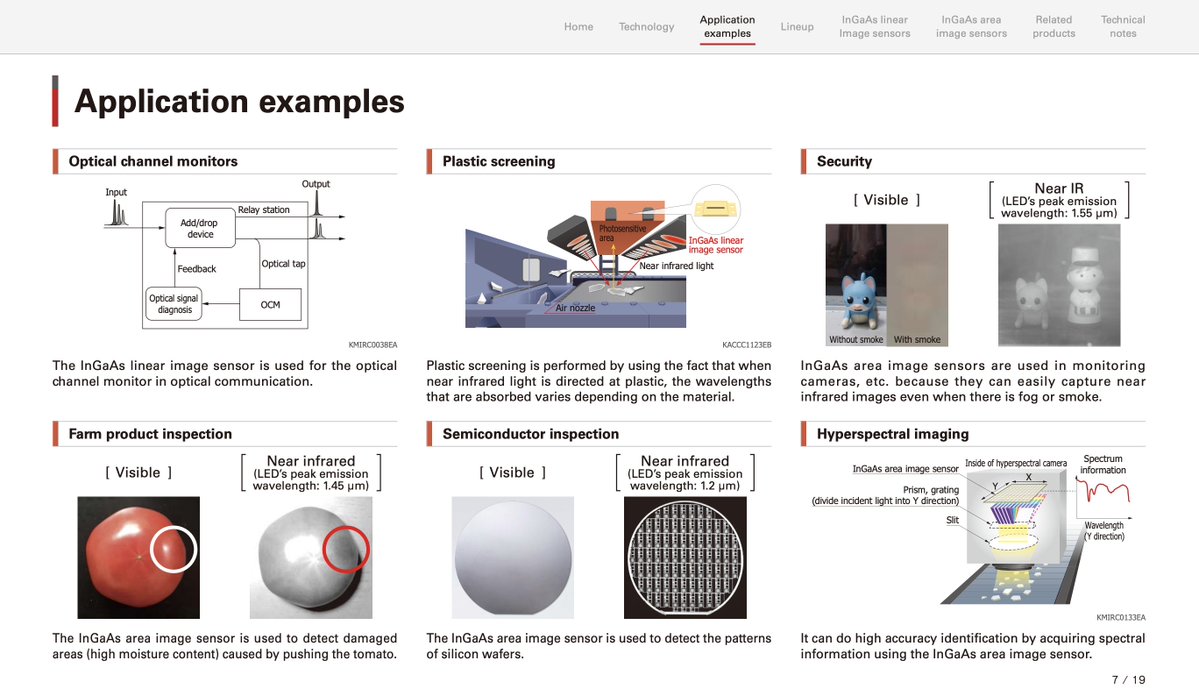 Home
Technology
Application
examples
Lineup
InGaAs linear
Image sensors
InGaAs area
image sensors
Related
products
Technical
notes
Application examples
Optical channel monitors
Input
Output
Relay station
Add/drop
device
Feedback
Optical tap
Optical signal
diagnosis
OCM
KMIRC0038EA
The InGaAs linear image sensor is used for the optical
channel monitor in optical communication.
Plastic screening
Photosensitive
area
InGaAs linear
image sensor
Near infrared light
Air nozzle
KACCC1123EB
Plastic screening is performed by using the fact that when
near infrared light is directed at plastic, the wavelengths
that are absorbed varies depending on the material.
Security
[ Visible ]
Near IR
(LED's peak emission
wavelength: 1.55 μm)
Without smoke
With smoke
InGaAs area image sensors are used in monitoring
cameras, etc. because they can easily capture near
infrared images even when there is fog or smoke.
Farm product inspection
[ Visible ]
Near infrared
(LED's peak emission
wavelength: 1.45 μm)
The InGaAs area image sensor is used to detect damaged
areas (high moisture content) caused by pushing the tomato.
Semiconductor inspection
[ Visible ]
Near infrared
(LED's peak emission
wavelength: 1.2 μm)
The InGaAs area image sensor is used to detect the patterns
of silicon wafers.
Hyperspectral imaging
InGaAs area image sensor
Inside of hyperspectral camera
Spectrum
information
Y
X
Prism, grating
(divide incident light into Y direction)
Slit
Wavelength
(Y direction)
KMIRC0133EA
It can do high accuracy identification by acquiring spectral
information using the InGaAs area image sensor.
7 / 19